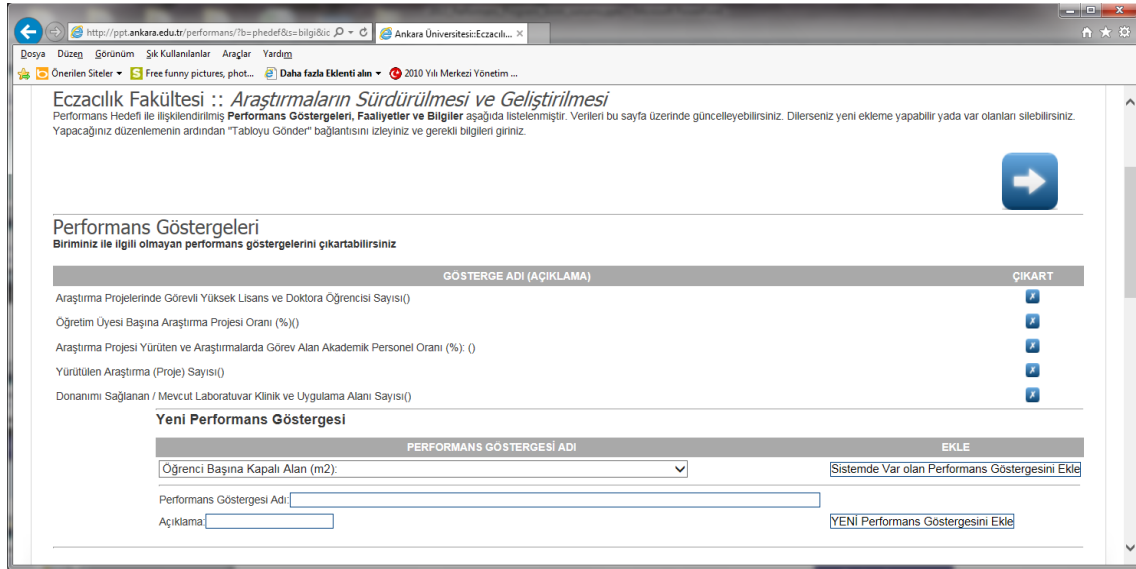 http://ppt.ankara.edu.tr/performans/?b=phedef&s=bilgi&ic
Ankara Üniversitesi::Eczacılı...
Dosya Düzen Görünüm Sık Kullanılanlar Araçlar Yardım
Önerilen Siteler Free funny pictures, phot... Daha fazla Eklenti alın 2010 Yılı Merkezi Yönetim ...
Eczacılık Fakültesi :: Araştırmaların Sürdürülmesi ve Geliştirilmesi
Performans Hedefi ile ilişkilendirilmiş Performans Göstergeleri, Faaliyetler ve Bilgiler aşağıda listelenmiştir. Verileri bu sayfa üzerinde güncelleyebilirsiniz. Dilerseniz yeni ekleme yapabilir yada var olanları silebilirsiniz.
Yapacağınız düzenlemenin ardından "Tabloyu Gönder" bağlantısını izleyiniz ve gerekli bilgileri giriniz.
Performans Göstergeleri
Biriminiz ile ilgili olmayan performans göstergelerini çıkartabilirsiniz
GÖSTERGE ADI (AÇIKLAMA) ÇIKART
Araştırma Projelerinde Görevli Yüksek Lisans ve Doktora Öğrencisi Sayısı()
Öğretim Üyesi Başına Araştırma Projesi Oranı (%)()
Araştırma Projesi Yürüten ve Araştırmalarda Görev Alan Akademik Personel Oranı (%): ()
Yürütülen Araştırma (Proje) Sayısı()
Donanımı Sağlanan / Mevcut Laboratuvar Klinik ve Uygulama Alanı Sayısı()
Yeni Performans Göstergesi
PERFORMANS GÖSTERGESİ ADI EKLE
Öğrenci Başına Kapalı Alan (m2): Sistemde Var olan Performans Göstergesini Ekle
Performans Göstergesi Adı:
Açıklama: YENİ Performans Göstergesini Ekle